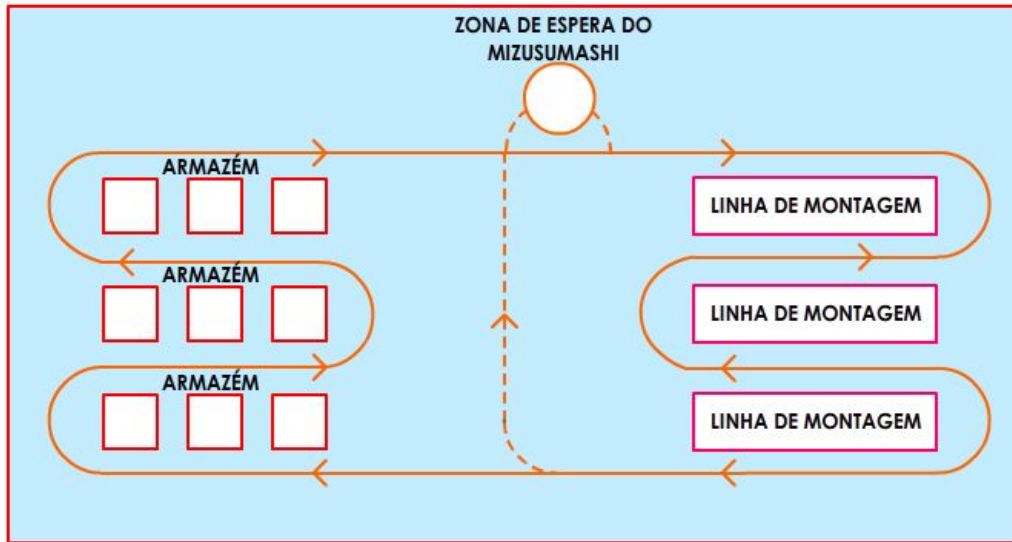 ZONA DE ESPERA DO
MIZUSUMASHI
ARMAZÉM
LINHA DE MONTAGEM
ARMAZÉM
LINHA DE MONTAGEM
ARMAZÉM
LINHA DE MONTAGEM